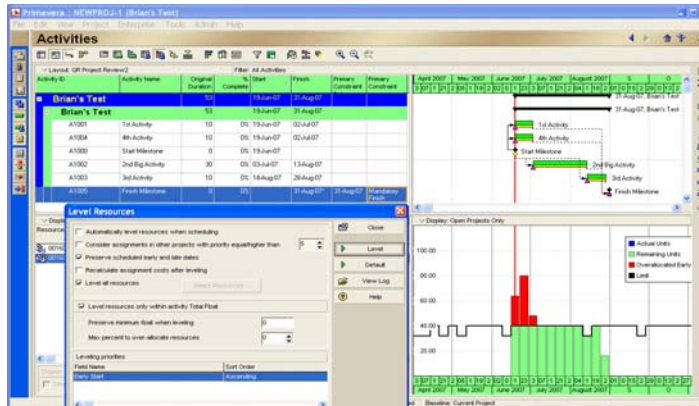 Primavera : NEWPROJ-1 (Brian's Test)
File Edit View Project Enterprise Tools Admin Help
Activities
Layout: QR Project Review2 Filter: All Activities
Activity ID Activity Name Original Duration % Complete Start Finish Primary Constraint Primary Constraint
April 2007 May 2007 June 2007 July 2007 August 2007 S O
Brian's Test 53 19-Jun-07 31-Aug-07
31-Aug-07, Brian's Test
Brian's Test 53 19-Jun-07 31-Aug-07
31-Aug-07, Brian's Test
A1001 1st Activity 10 0% 19-Jun-07 02-Jul-07
1st Activity
A1004 4th Activity 10 0% 19-Jun-07 02-Jul-07
4th Activity
A1000 Start Milestone 0 0% 19-Jun-07
Start Milestone
A1002 2nd Big Activity 30 0% 03-Jul-07 13-Aug-07
2nd Big Activity
A1003 3rd Activity 10 0% 14-Aug-07 28-Aug-07
3rd Activity
A1005 Finish Milestone 0 0% 31-Aug-07* 31-Aug-07 Mandatory Finish
Finish Milestone
Level Resources
Automatically level resources when scheduling
Consider assignments in other projects with priority equal/higher than 5
Preserve scheduled early and late dates
Recalculate assignment costs after leveling
Level all resources
Level resources only within activity Total Float
Preserve minimum float when leveling 0
Max percent to over-allocate resources 0
Leveling priorities
Field Name Sort Order
Early Start Ascending
Close
Level
Default
View Log
Help
Display: Open Projects Only
100.00
80.00
60.00
40.00
20.00
Actual Units
Remaining Units
Overallocated Early
Limit
April 2007 May 2007 June 2007 July 2007 August 2007 S O
Baseline: Current Project